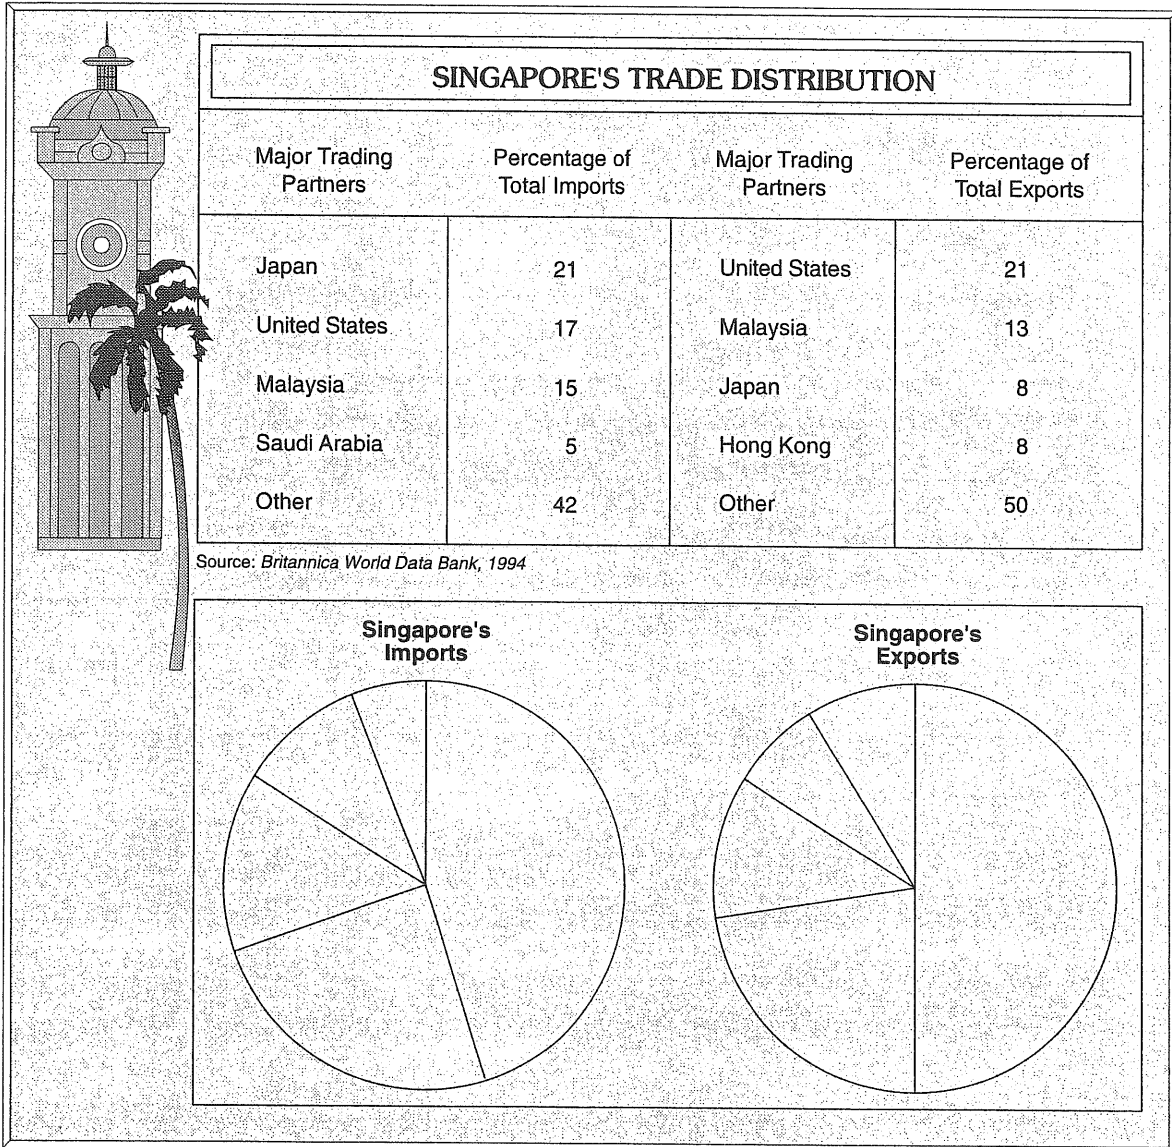 SINGAPORE'S TRADE DISTRIBUTION
Major Trading Partners Percentage of Total Imports Major Trading Partners Percentage of Total Exports
Japan 21 United States 21
United States 17 Malaysia 13
Malaysia 15 Japan 8
Saudi Arabia 5 Hong Kong 8
Other 42 Other 50
Source: Britannica World Data Bank, 1994
Singapore's
Imports
Singapore's
Exports